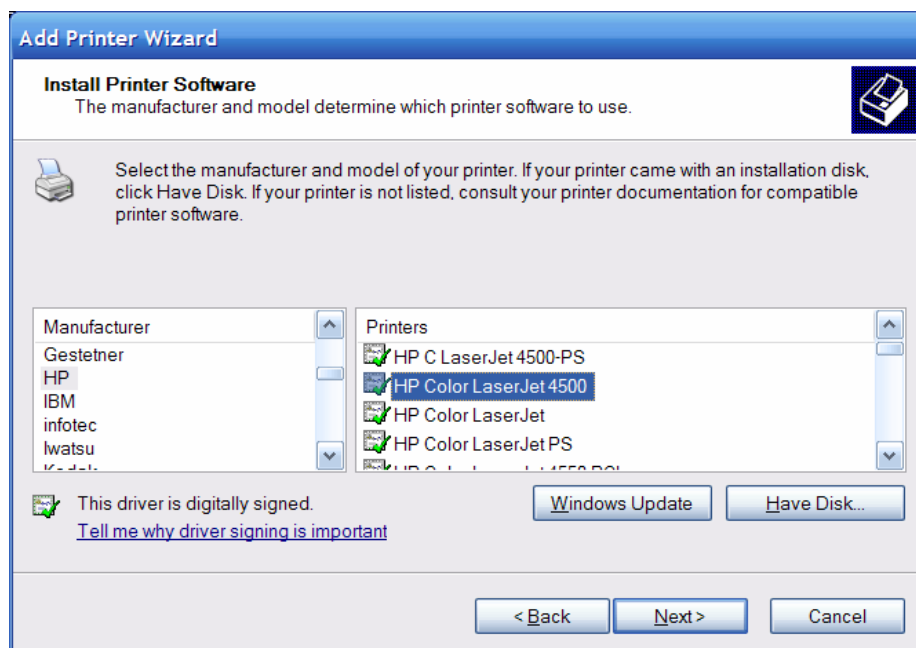 Add Printer Wizard
Install Printer Software
The manufacturer and model determine which printer software to use.
Select the manufacturer and model of your printer. If your printer came with an installation disk,
click Have Disk. If your printer is not listed, consult your printer documentation for compatible
printer software.
Manufacturer
Gestetner
HP
IBM
infotec
Iwatsu
Printers
HP C LaserJet 4500-PS
HP Color LaserJet 4500
HP Color LaserJet
HP Color LaserJet PS
This driver is digitally signed.
Tell me why driver signing is important
Windows Update
Have Disk...
< Back
Next >
Cancel